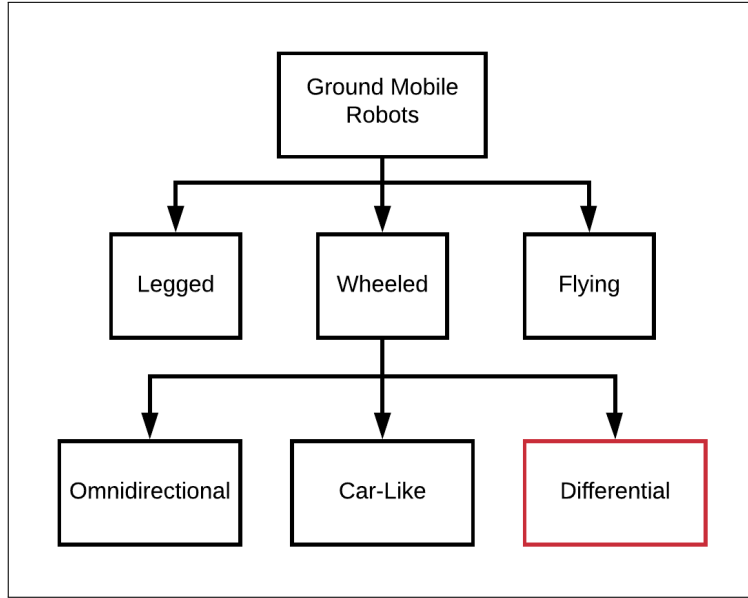 Ground Mobile
Robots
Legged
Wheeled
Flying
Omnidirectional
Car-Like
Differential